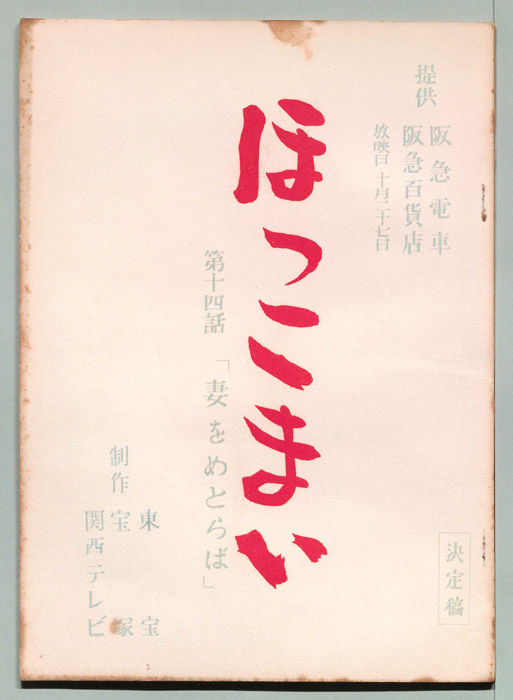 提供
阪急電車
阪急百貨店
放映日 十月二十七日
ほっこまい
第十四話 「妻をめとらば」
決定稿
制作
東宝
宝塚
関西テレビ